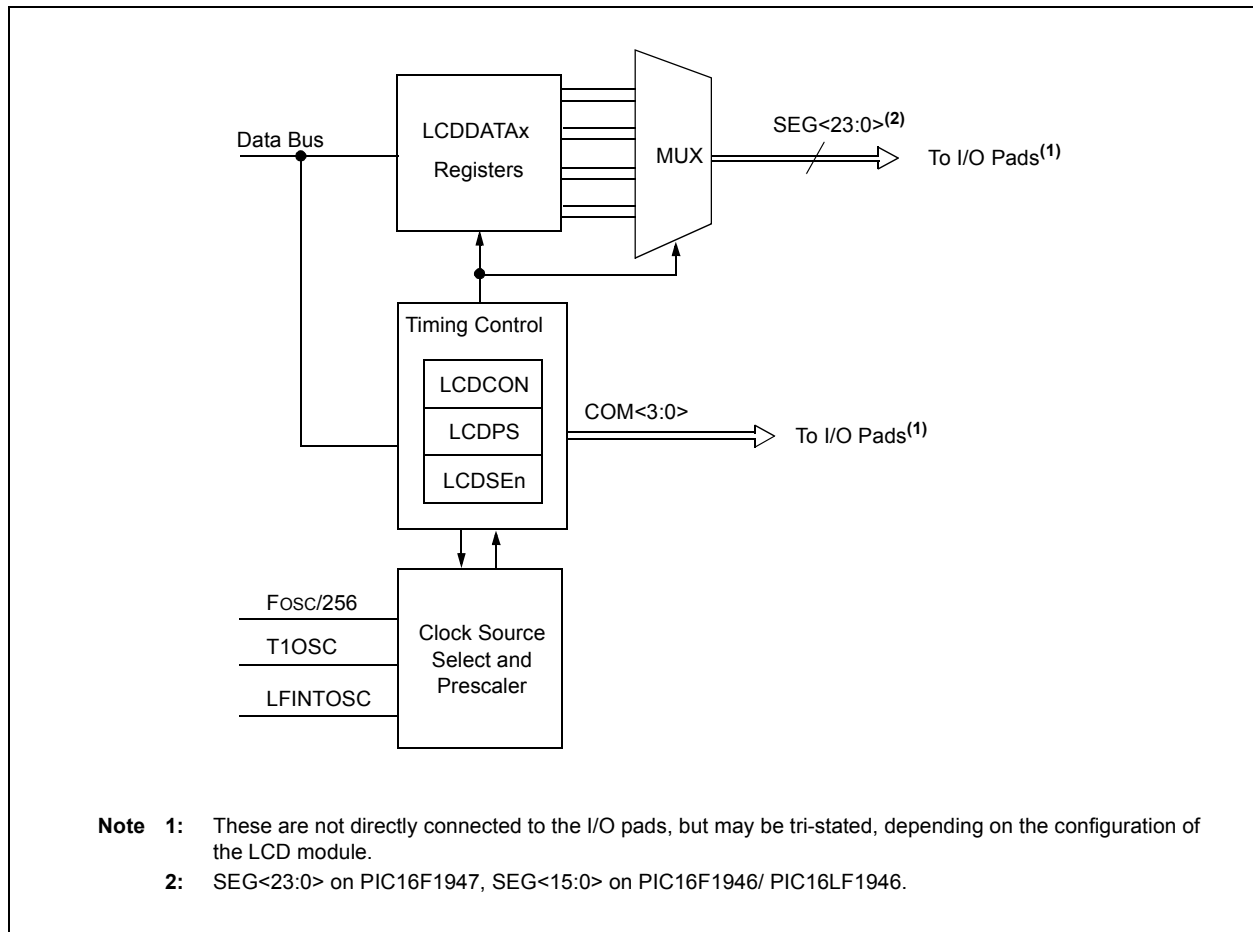 LCDDATAx
Registers
MUX
Data Bus
SEG<23:0>(2)
To I/O Pads(1)
Timing Control
LCDCON
LCDPS
LCDSEn
COM<3:0>
To I/O Pads(1)
FOSC/256
T1OSC
LFINTOSC
Clock Source
Select and
Prescaler
Note 1: These are not directly connected to the I/O pads, but may be tri-stated, depending on the configuration of
the LCD module.
2: SEG<23:0> on PIC16F1947, SEG<15:0> on PIC16F1946/ PIC16LF1946.